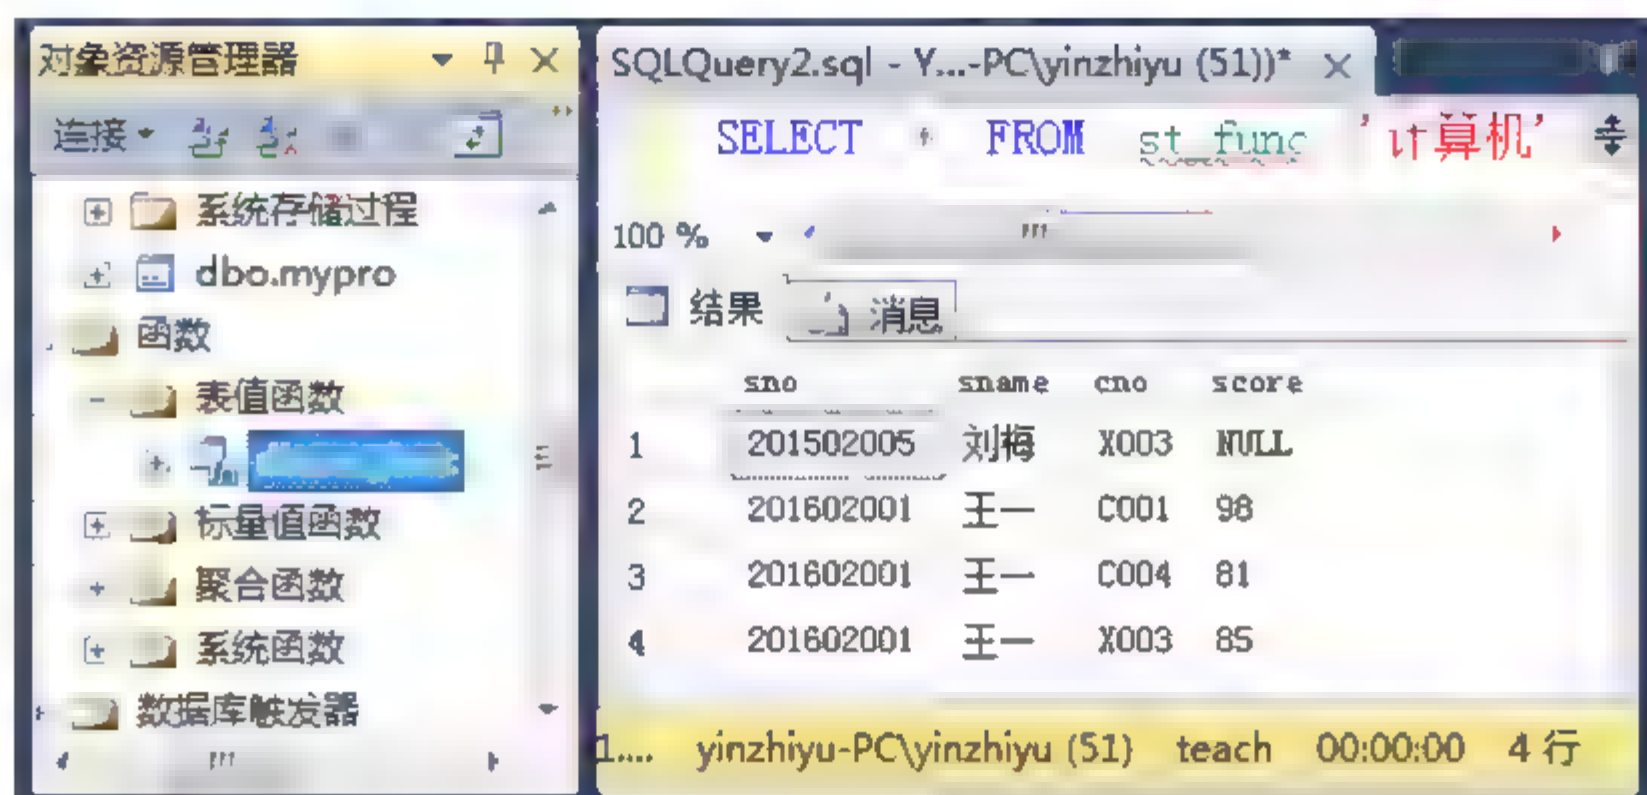 对象资源管理器
连接
系统存储过程
dbo.mypro
函数
表值函数
标量值函数
聚合函数
系统函数
数据库触发器
SQLQuery2.sql - Y...-PC\yinzhiyu (51))*
SELECT * FROM st_func '计算机'
100 %
结果 消息
sno sname cno score
1 201502005 刘梅 X003 NULL
2 201602001 王一 C001 98
3 201602001 王一 C004 81
4 201602001 王一 X003 85
1.... yinzhiyu-PC\yinzhiyu (51) teach 00:00:00 4 行